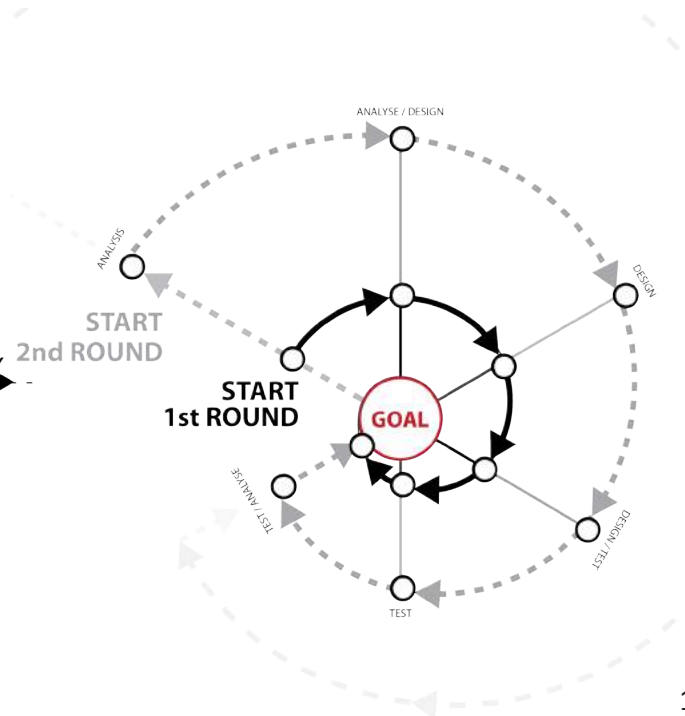 ANALYSE / DESIGN
ANALYSIS
DESIGN
START
2nd ROUND
START
1st ROUND
GOAL
TEST / ANALYSE
DESIGN / TEST
TEST